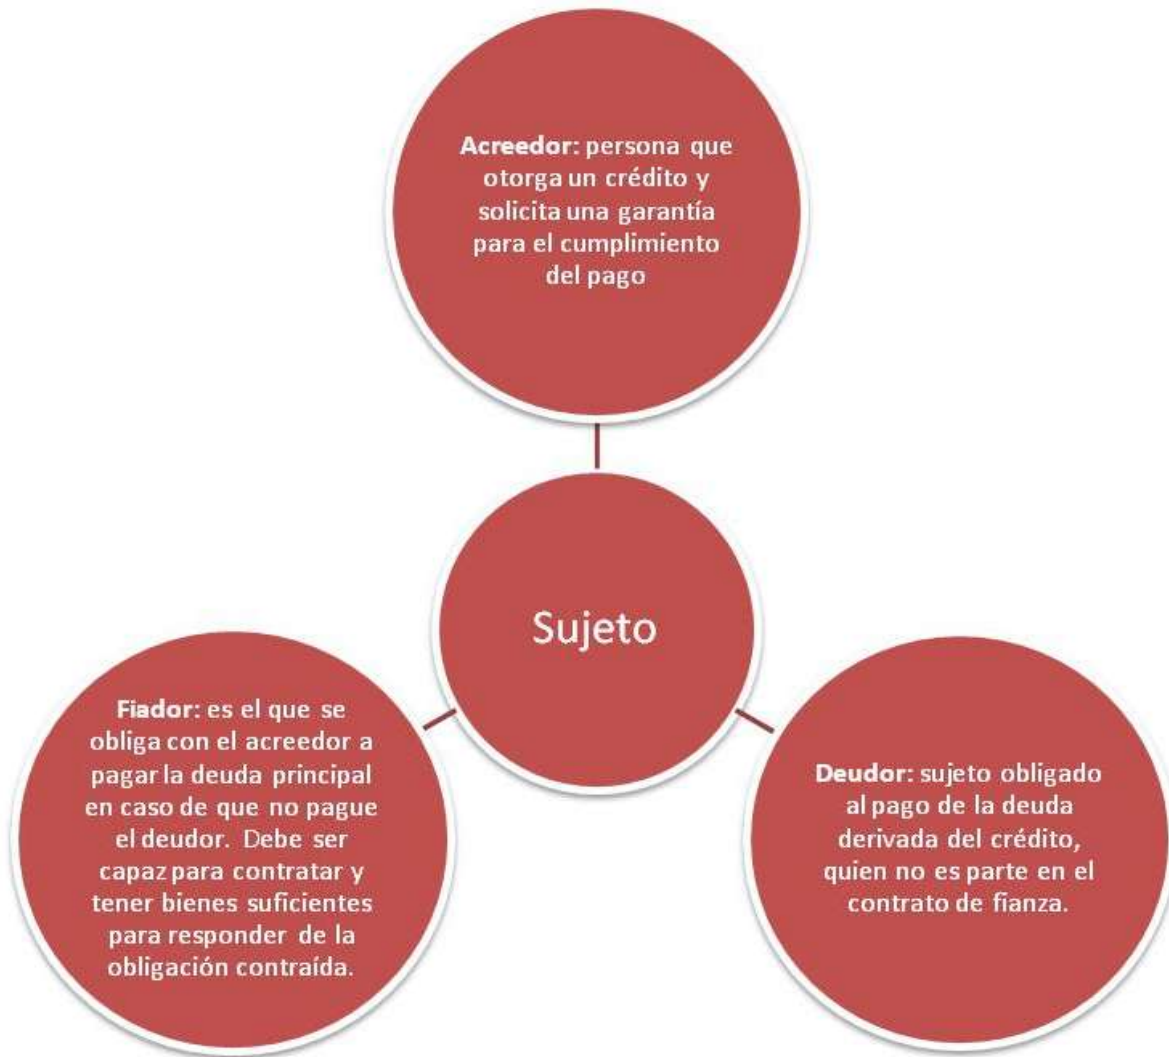 Acreedor: persona que
otorga un crédito y
solicita una garantía
para el cumplimiento
del pago
Sujeto
Fiador: es el que se
obliga con el acreedor a
pagar la deuda principal
en caso de que no pague
el deudor. Debe ser
capaz para contratar y
tener bienes suficientes
para responder de la
obligación contraída.
Deudor: sujeto obligado
al pago de la deuda
derivada del crédito,
quien no es parte en el
contrato de fianza.